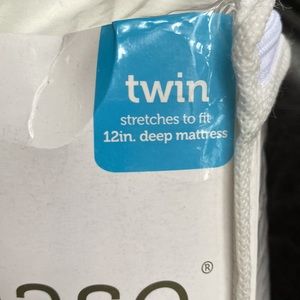 twin
stretches to fit
12in. deep mattress
®